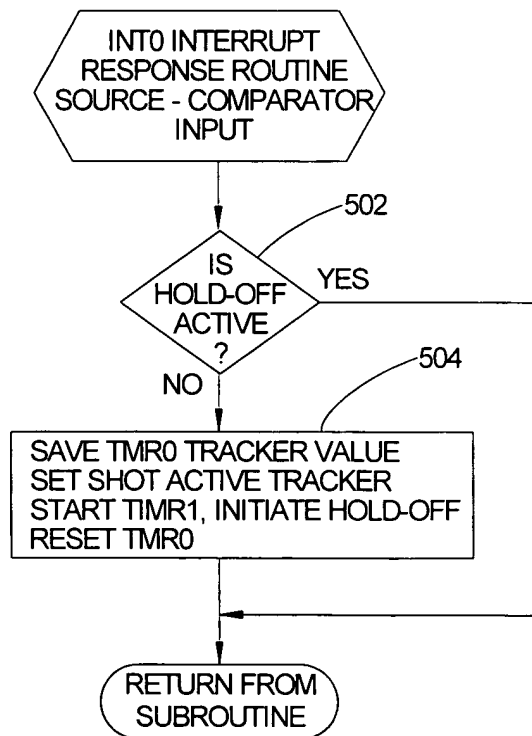 INT0 INTERRUPT
RESPONSE ROUTINE
SOURCE - COMPARATOR
INPUT
502
IS
HOLD-OFF
ACTIVE
?
YES
NO
504
SAVE TMR0 TRACKER VALUE
SET SHOT ACTIVE TRACKER
START TIMR1, INITIATE HOLD-OFF
RESET TMR0
RETURN FROM
SUBROUTINE